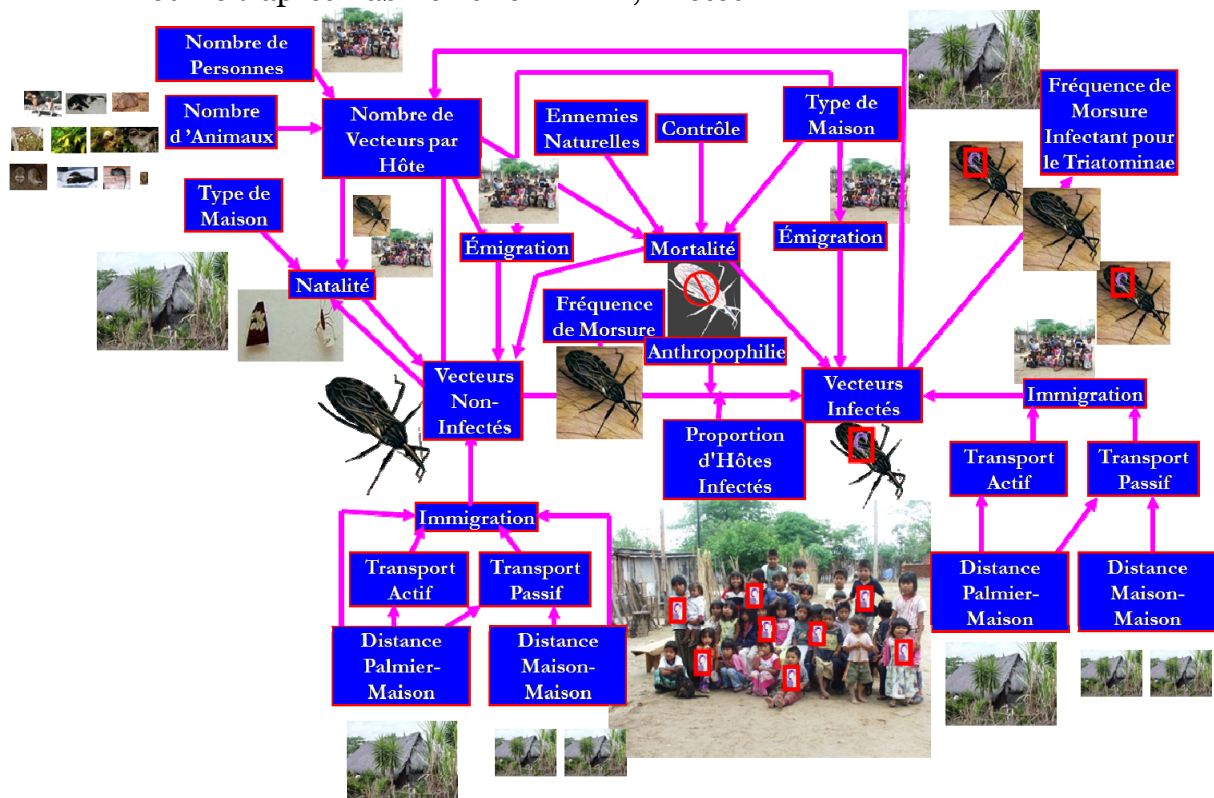 Nombre de
Personnes
Nombre
d'Animaux
Nombre de
Vecteurs par
Hôte
Ennemies
Naturelles
Contrôle
Type de
Maison
Fréquence de
Morsure
Infectant pour
le Triatominae
Type de
Maison
Émigration
Mortalité
Émigration
Natalité
Fréquence
de Morsure
Anthropophilie
Vecteurs
Non-
Infectés
Vecteurs
Infectés
Immigration
Proportion
d'Hôtes
Infectés
Transport
Actif
Transport
Passif
Immigration
Transport
Actif
Transport
Passif
Distance
Palmier-
Maison
Distance
Maison-
Maison
Distance
Palmier-
Maison
Distance
Maison-
Maison